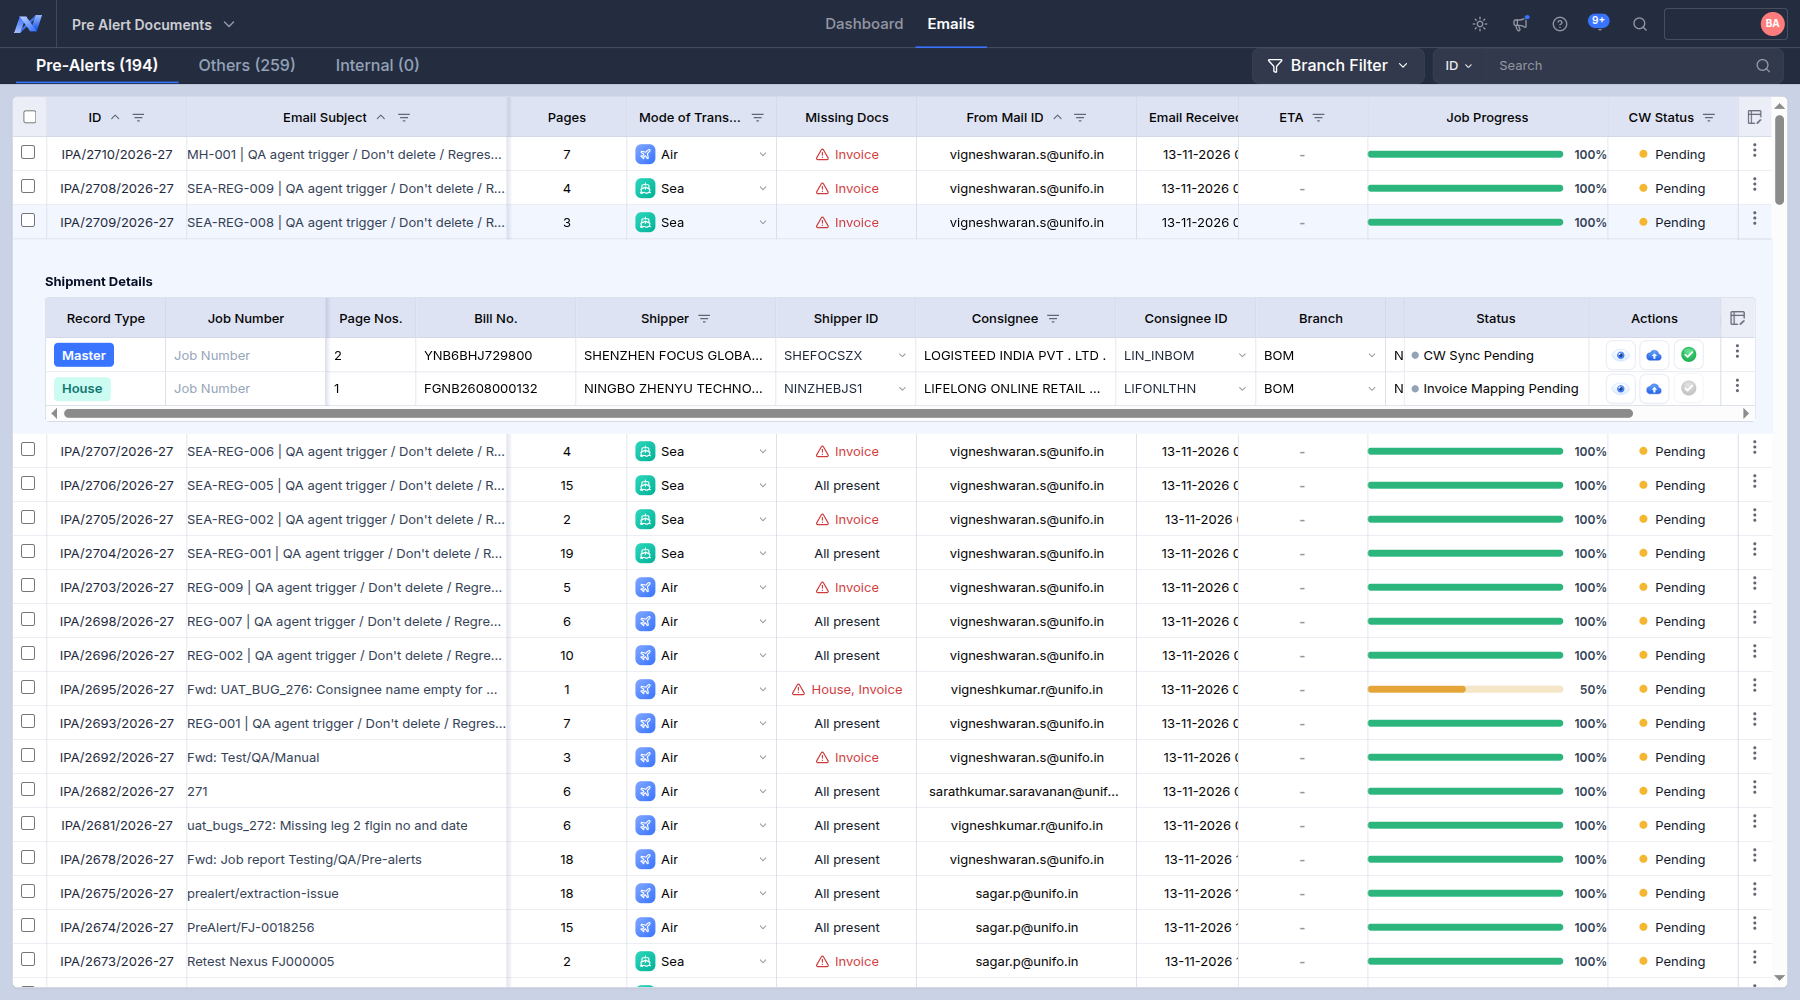 Pre Alert Documents
Dashboard
Emails
9+
BA
Pre-Alerts (194)
Others (259)
Internal (0)
Branch Filter
ID
Search
ID Email Subject Pages Mode of Trans... Missing Docs From Mail ID Email Received ETA Job Progress CW Status
IPA/2710/2026-27 MH-001 | QA agent trigger / Don't delete / Regres... 7 Air Invoice vigneshwaran.s@unifo.in 13-11-2026 0 - 100% Pending
IPA/2708/2026-27 SEA-REG-009 | QA agent trigger / Don't delete / R... 4 Sea Invoice vigneshwaran.s@unifo.in 13-11-2026 0 - 100% Pending
IPA/2709/2026-27 SEA-REG-008 | QA agent trigger / Don't delete / R... 3 Sea Invoice vigneshwaran.s@unifo.in 13-11-2026 0 - 100% Pending
Shipment Details
Record Type Job Number Page Nos. Bill No. Shipper Shipper ID Consignee Consignee ID Branch Status Actions
Master Job Number 2 YNB6BHJ729800 SHENZHEN FOCUS GLOBA... SHEFOCSZX LOGISTEED INDIA PVT . LTD . LIN_INBOM BOM N CW Sync Pending
House Job Number 1 FGNB2608000132 NINGBO ZHENYU TECHNO... NINZHEBJS1 LIFELONG ONLINE RETAIL ... LIFONLTHN BOM N Invoice Mapping Pending
IPA/2707/2026-27 SEA-REG-006 | QA agent trigger / Don't delete / R... 4 Sea Invoice vigneshwaran.s@unifo.in 13-11-2026 0 - 100% Pending
IPA/2706/2026-27 SEA-REG-005 | QA agent trigger / Don't delete / R... 15 Sea All present vigneshwaran.s@unifo.in 13-11-2026 0 - 100% Pending
IPA/2705/2026-27 SEA-REG-002 | QA agent trigger / Don't delete / R... 2 Sea Invoice vigneshwaran.s@unifo.in 13-11-2026 - 100% Pending
IPA/2704/2026-27 SEA-REG-001 | QA agent trigger / Don't delete / R... 19 Sea All present vigneshwaran.s@unifo.in 13-11-2026 0 - 100% Pending
IPA/2703/2026-27 REG-009 | QA agent trigger / Don't delete / Regre... 5 Air Invoice vigneshwaran.s@unifo.in 13-11-2026 0 - 100% Pending
IPA/2698/2026-27 REG-007 | QA agent trigger / Don't delete / Regre... 6 Air All present vigneshwaran.s@unifo.in 13-11-2026 0 - 100% Pending
IPA/2696/2026-27 REG-002 | QA agent trigger / Don't delete / Regre... 10 Air All present vigneshwaran.s@unifo.in 13-11-2026 0 - 100% Pending
IPA/2695/2026-27 Fwd: UAT_BUG_276: Consignee name empty for ... 1 Air House, Invoice vigneshkumar.r@unifo.in 13-11-2026 0 - 50% Pending
IPA/2693/2026-27 REG-001 | QA agent trigger / Don't delete / Regres... 7 Air All present vigneshwaran.s@unifo.in 13-11-2026 0 - 100% Pending
IPA/2692/2026-27 Fwd: Test/QA/Manual 3 Air Invoice vigneshwaran.s@unifo.in 13-11-2026 0 - 100% Pending
IPA/2682/2026-27 271 6 Air All present sarathkumar.saravanan@unif... 13-11-2026 0 - 100% Pending
IPA/2681/2026-27 uat_bugs_272: Missing leg 2 flgin no and date 6 Air All present vigneshkumar.r@unifo.in 13-11-2026 0 - 100% Pending
IPA/2678/2026-27 Fwd: Job report Testing/QA/Pre-alerts 18 Air All present vigneshwaran.s@unifo.in 13-11-2026 - 100% Pending
IPA/2675/2026-27 prealert/extraction-issue 18 Air All present sagar.p@unifo.in 13-11-2026 - 100% Pending
IPA/2674/2026-27 PreAlert/FJ-0018256 15 Air All present sagar.p@unifo.in 13-11-2026 - 100% Pending
IPA/2673/2026-27 Retest Nexus FJ000005 2 Sea Invoice sagar.p@unifo.in 13-11-2026 - 100% Pending